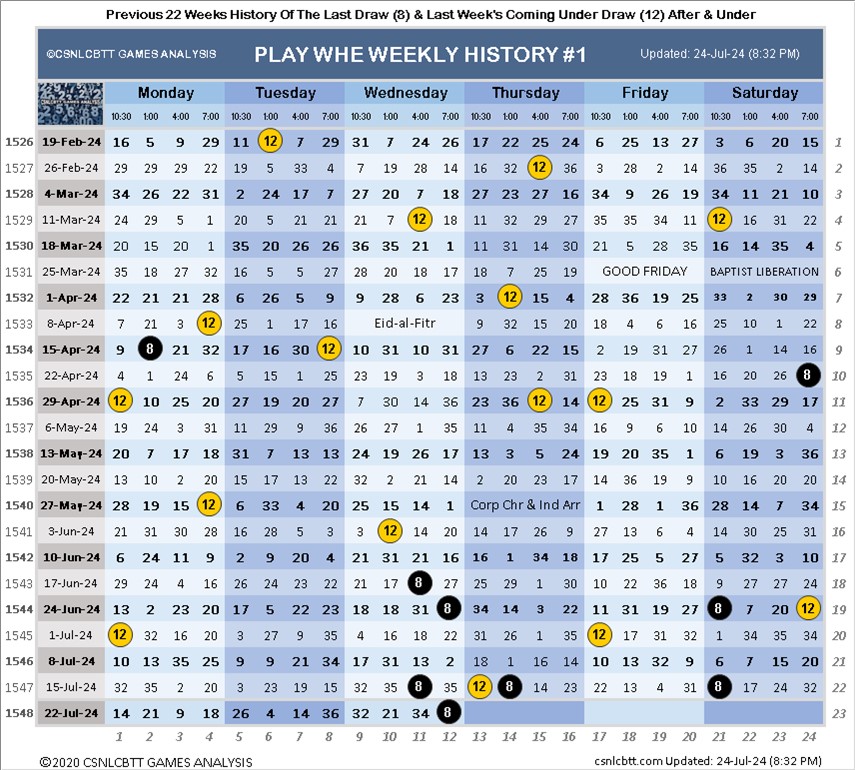 Previous 22 Weeks History Of The Last Draw (8) & Last Week's Coming Under Draw (12) After & Under
©CSNLCBTT GAMES ANALYSIS PLAY WHE WEEKLY HISTORY #1 Updated: 24-Jul-24 (8:32 PM)
CSNLCBTT GAMES ANALYSIS Monday Tuesday Wednesday Thursday Friday Saturday
10:30 1:00 4:00 7:00 10:30 1:00 4:00 7:00 10:30 1:00 4:00 7:00 10:30 1:00 4:00 7:00 10:30 1:00 4:00 7:00 10:30 1:00 4:00 7:00
1526 19-Feb-24 16 5 9 29 11 12 7 29 31 7 24 26 17 22 25 24 6 25 13 27 3 6 20 15 1
1527 26-Feb-24 29 29 29 22 19 5 33 4 7 19 28 14 16 32 12 36 3 28 2 14 36 35 2 14 2
1528 4-Mar-24 34 26 22 31 2 24 17 7 27 20 7 18 27 23 27 16 34 9 26 19 34 11 21 10 3
1529 11-Mar-24 24 29 5 1 20 5 21 21 21 7 12 18 11 32 29 27 35 35 34 11 12 16 31 22 4
1530 18-Mar-24 20 15 20 1 35 20 26 26 36 35 21 1 11 31 14 30 21 5 28 35 16 14 35 4 5
1531 25-Mar-24 35 18 27 32 16 5 5 27 28 20 18 17 18 7 25 19 GOOD FRIDAY BAPTIST LIBERATION 6
1532 1-Apr-24 22 21 21 28 6 26 5 9 9 28 6 23 3 12 15 4 28 36 19 25 33 2 30 29 7
1533 8-Apr-24 7 21 3 12 25 1 17 16 Eid-al-Fitr 9 32 15 20 18 4 6 16 25 10 1 22 8
1534 15-Apr-24 9 8 21 32 17 16 30 12 10 31 10 31 27 6 22 15 2 19 31 27 26 1 14 16 9
1535 22-Apr-24 4 1 24 6 5 15 1 25 23 19 3 18 13 23 2 31 23 18 19 1 16 20 26 8 10
1536 29-Apr-24 12 10 25 20 27 19 20 27 7 30 14 36 23 36 12 14 12 25 31 9 2 33 29 17 11
1537 6-May-24 19 24 3 31 11 29 9 36 26 27 1 35 11 4 35 34 16 9 6 10 14 26 30 4 12
1538 13-May-24 20 7 17 18 31 7 13 13 24 19 26 35 13 3 5 24 19 20 35 1 6 19 3 36 13
1539 20-May-24 13 10 2 20 15 17 13 22 32 2 21 14 2 20 23 17 16 14 29 9 10 16 20 20 14
1540 27-May-24 28 19 15 12 6 33 4 20 25 15 14 1 Corp Chr & Ind Arr 1 28 1 36 28 14 7 34 15
1541 3-Jun-24 21 31 30 28 16 28 5 3 3 12 14 20 14 17 26 9 13 20 6 4 14 30 25 31 16
1542 10-Jun-24 6 24 11 9 2 9 20 4 21 31 21 16 16 1 34 18 17 25 5 27 5 32 3 10 17
1543 17-Jun-24 29 24 4 16 26 24 23 22 21 17 8 27 25 29 1 30 10 22 36 18 9 27 27 24 18
1544 24-Jun-24 13 2 23 20 17 5 22 23 18 18 31 8 34 14 3 22 11 31 19 27 8 7 20 12 19
1545 1-Jul-24 12 32 16 20 3 27 9 35 4 16 18 22 31 26 1 35 12 17 31 32 1 34 35 34 20
1546 8-Jul-24 10 13 35 25 9 9 21 34 17 31 13 2 18 1 16 14 10 13 32 9 6 7 15 20 21
1547 15-Jul-24 32 35 2 20 3 23 19 15 32 35 8 35 12 8 14 23 22 13 4 31 8 17 24 32 22
1548 22-Jul-24 14 21 9 18 26 4 14 36 32 21 34 8 23
1 2 3 4 5 6 7 8 9 10 11 12 13 14 15 16 17 18 19 20 21 22 23 24
©2020 CSNLCBTT GAMES ANALYSIS csnlcbtt.com Updated: 24-Jul-24 (8:32 PM)